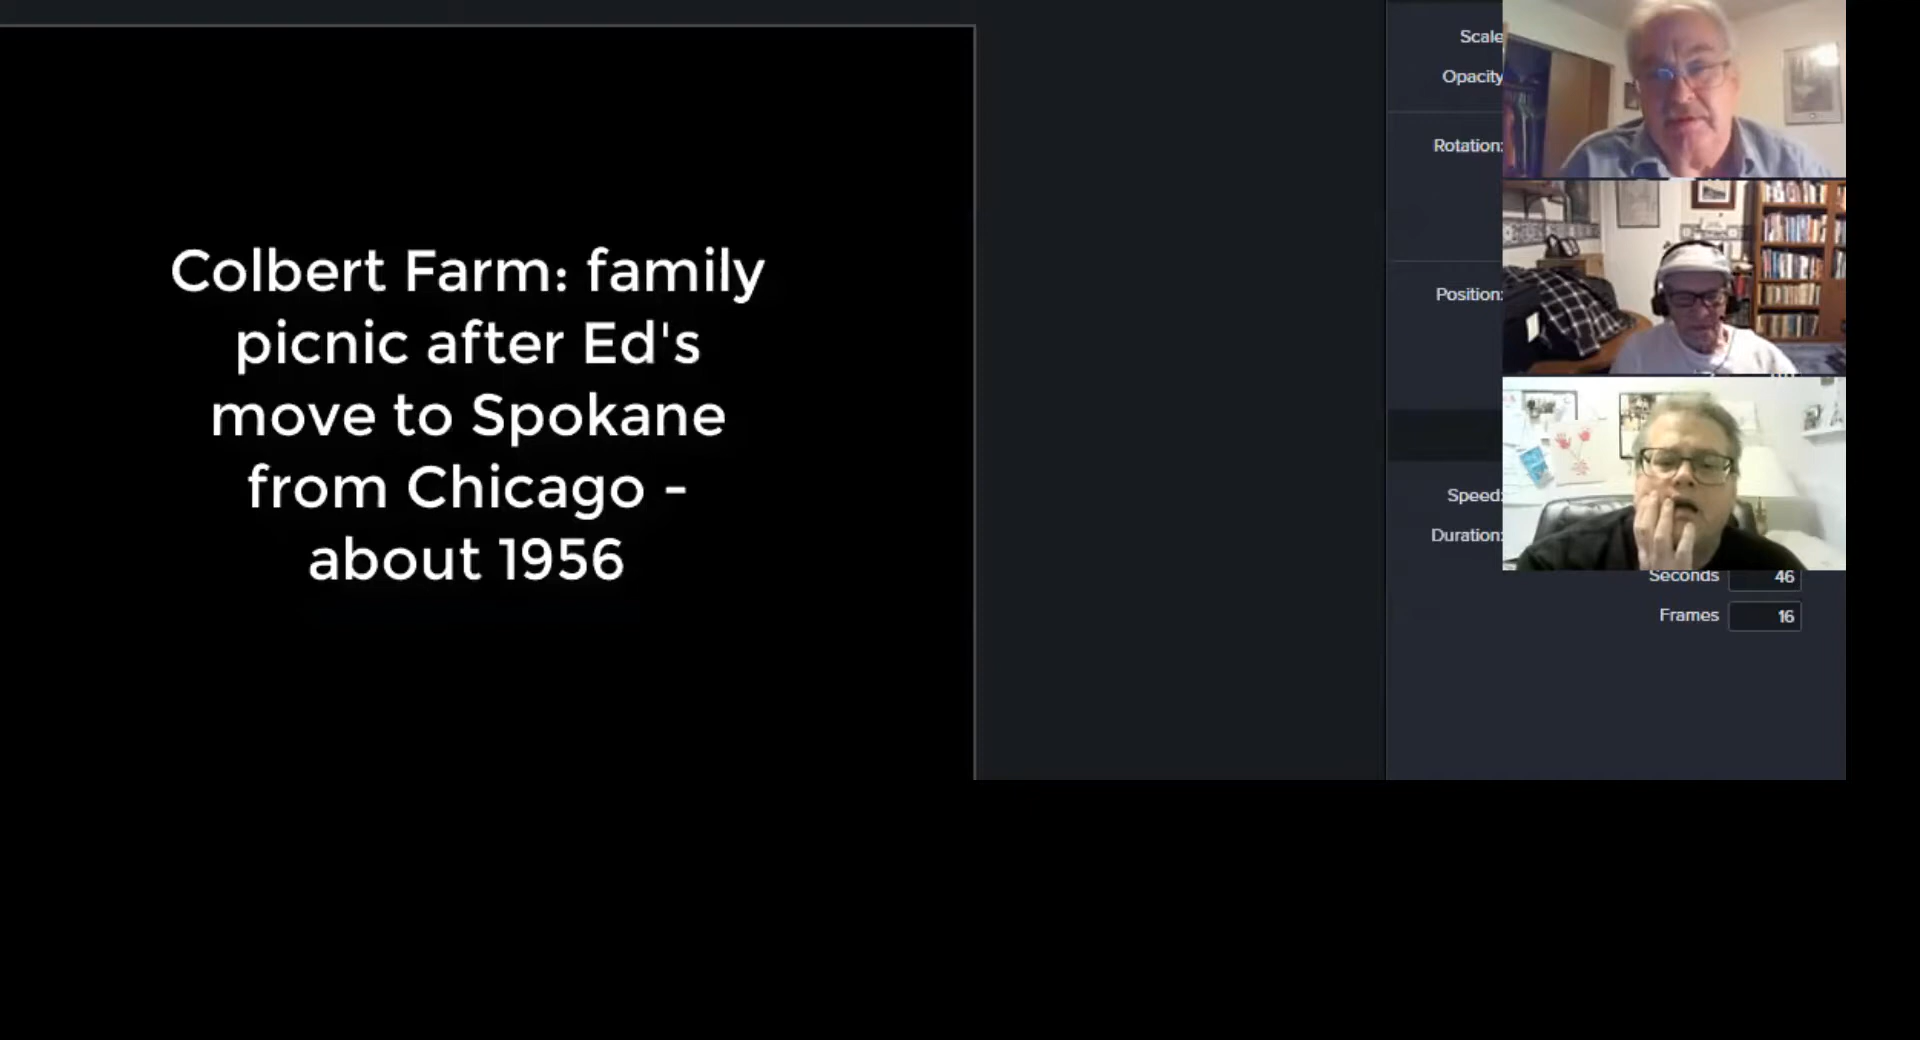 Colbert Farm: family
picnic after Ed's
move to Spokane
from Chicago -
about 1956
Scale
Opacity
Rotation:
Position:
Speed:
Duration:
Seconds 46
Frames 16